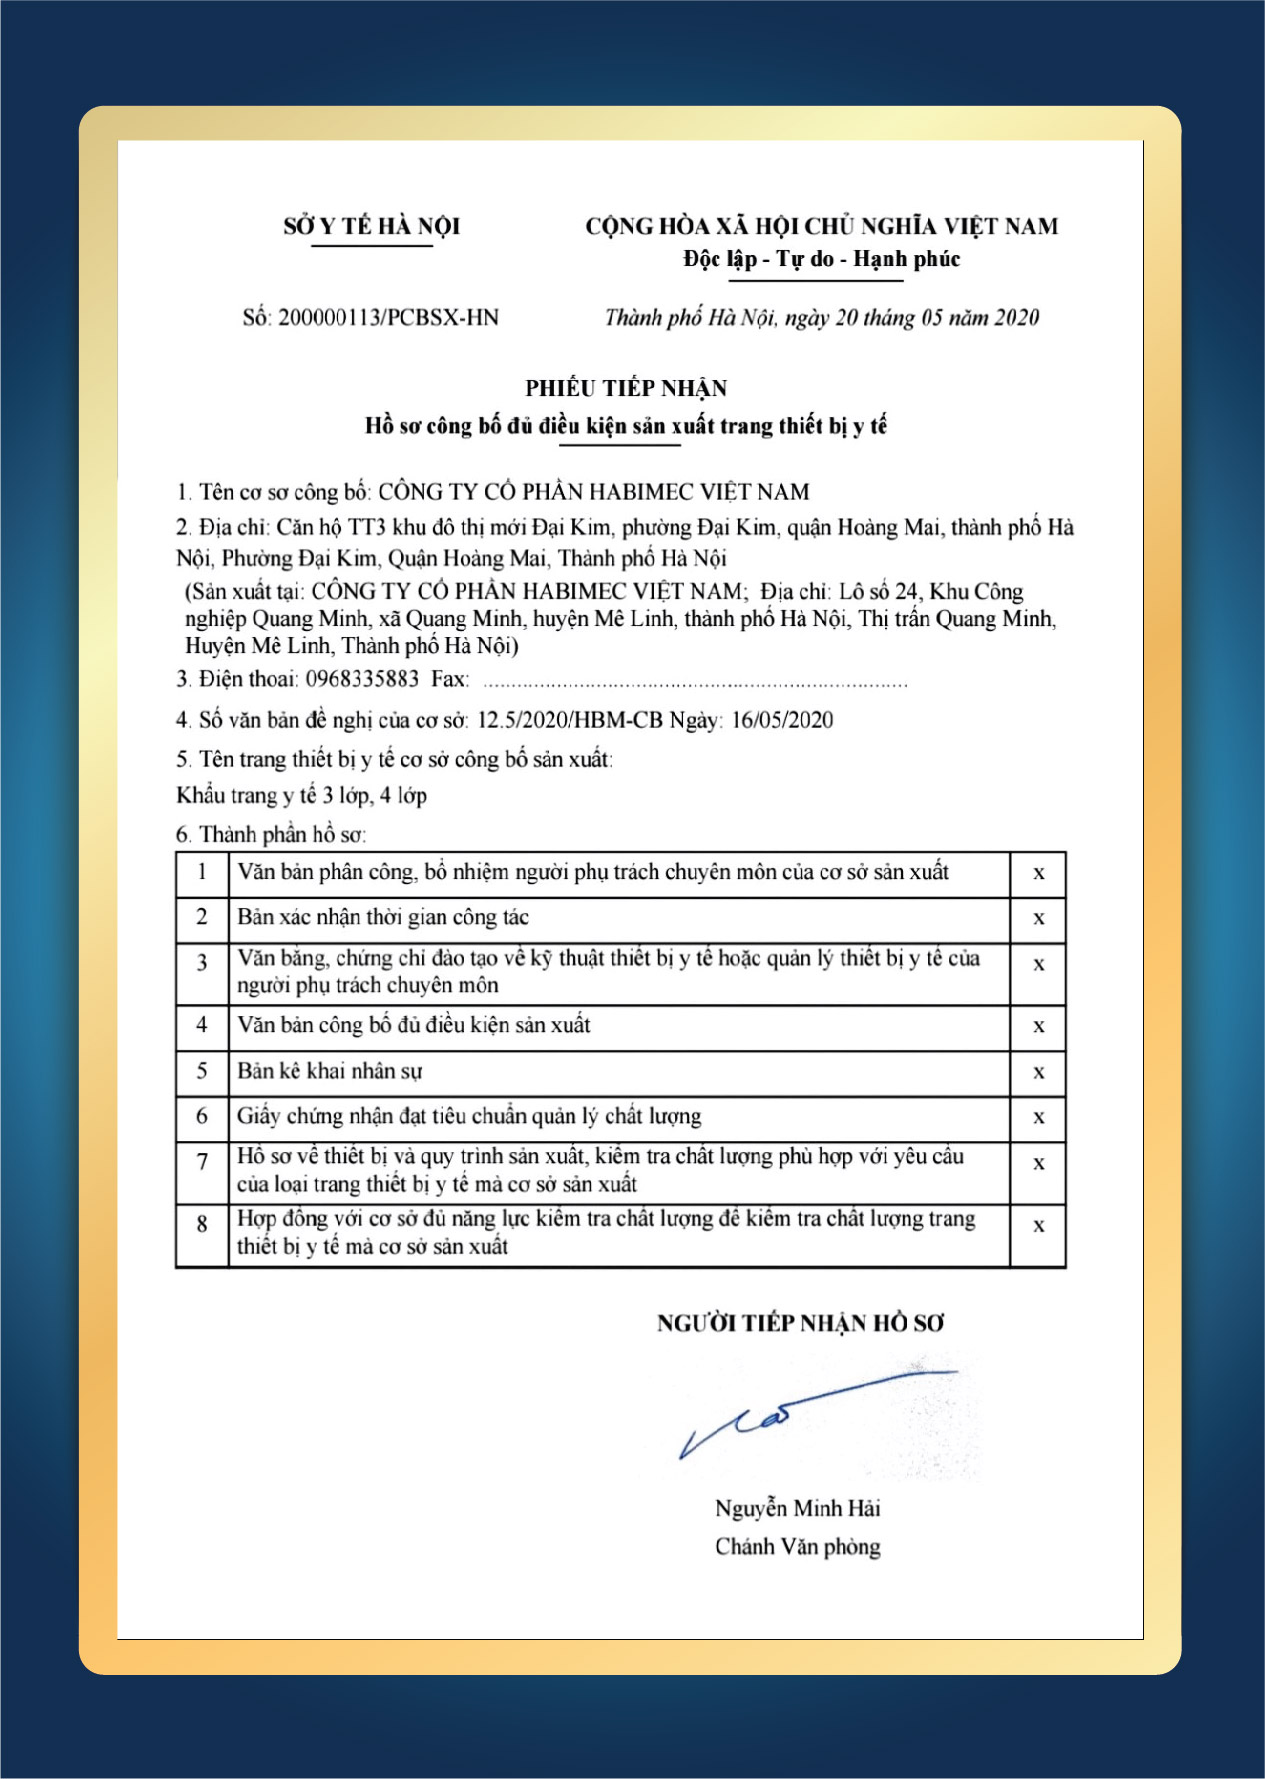 SỞ Y TẾ HÀ NỘI
CỘNG HÒA XÃ HỘI CHỦ NGHĨA VIỆT NAM
Độc lập - Tự do - Hạnh phúc
Số: 200000113/PCBSX-HN
Thành phố Hà Nội, ngày 20 tháng 05 năm 2020
PHIẾU TIẾP NHẬN
Hồ sơ công bố đủ điều kiện sản xuất trang thiết bị y tế
1. Tên cơ sơ công bố: CÔNG TY CỔ PHẦN HABIMEC VIỆT NAM
2. Địa chỉ: Căn hộ TT3 khu đô thị mới Đại Kim, phường Đại Kim, quận Hoàng Mai, thành phố Hà
Nội, Phường Đại Kim, Quận Hoàng Mai, Thành phố Hà Nội
(Sản xuất tại: CÔNG TY CỔ PHẦN HABIMEC VIỆT NAM; Địa chỉ: Lô số 24, Khu Công
nghiệp Quang Minh, xã Quang Minh, huyện Mê Linh, thành phố Hà Nội, Thị trấn Quang Minh,
Huyện Mê Linh, Thành phố Hà Nội)
3. Điện thoai: 0968335883 Fax: ............................................................................
4. Số văn bản đề nghị của cơ sở: 12.5/2020/HBM-CB Ngày: 16/05/2020
5. Tên trang thiết bị y tế cơ sở công bố sản xuất:
Khẩu trang y tế 3 lớp, 4 lớp
6. Thành phần hồ sơ:
1 Văn bản phân công, bổ nhiệm người phụ trách chuyên môn của cơ sở sản xuất x
2 Bản xác nhận thời gian công tác x
3 Văn bằng, chứng chỉ đào tạo về kỹ thuật thiết bị y tế hoặc quản lý thiết bị y tế của x
người phụ trách chuyên môn
4 Văn bản công bố đủ điều kiện sản xuất x
5 Bản kê khai nhân sự x
6 Giấy chứng nhận đạt tiêu chuẩn quản lý chất lượng x
7 Hồ sơ về thiết bị và quy trình sản xuất, kiểm tra chất lượng phù hợp với yêu cầu x
của loại trang thiết bị y tế mà cơ sở sản xuất
8 Hợp đồng với cơ sở đủ năng lực kiểm tra chất lượng để kiểm tra chất lượng trang x
thiết bị y tế mà cơ sở sản xuất
NGƯỜI TIẾP NHẬN HỒ SƠ
Nguyễn Minh Hải
Chánh Văn phòng